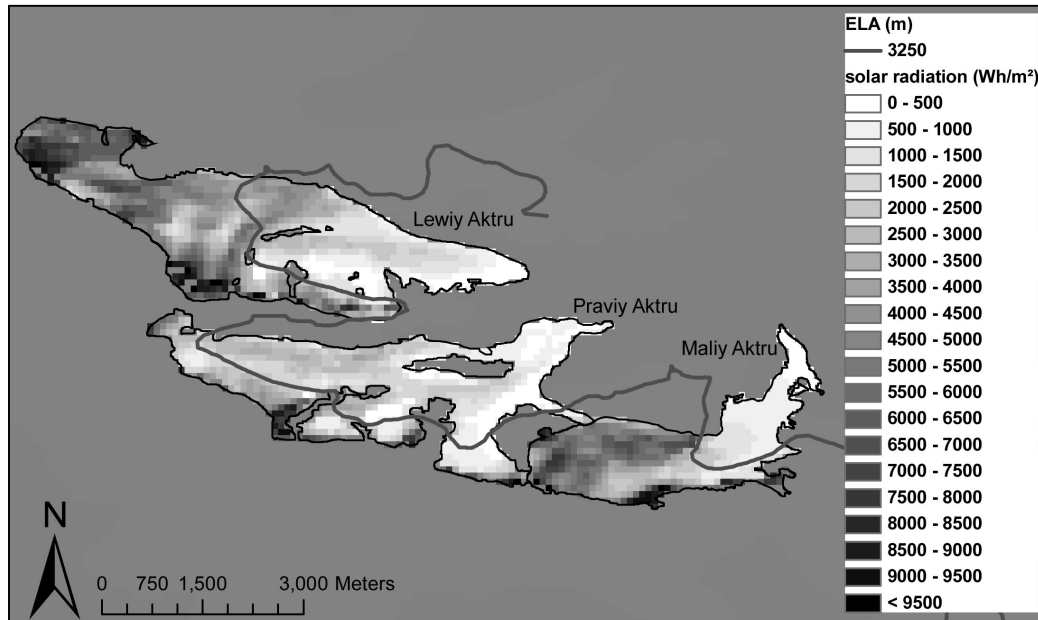 ELA (m)
3250
solar radiation (Wh/m²)
0 - 500
500 - 1000
1000 - 1500
1500 - 2000
2000 - 2500
2500 - 3000
3000 - 3500
3500 - 4000
4000 - 4500
4500 - 5000
5000 - 5500
5500 - 6000
6000 - 6500
6500 - 7000
7000 - 7500
7500 - 8000
8000 - 8500
8500 - 9000
9000 - 9500
< 9500
Lewiy Aktru
Praviy Aktru
Maliy Aktru
N
0 750 1,500 3,000 Meters